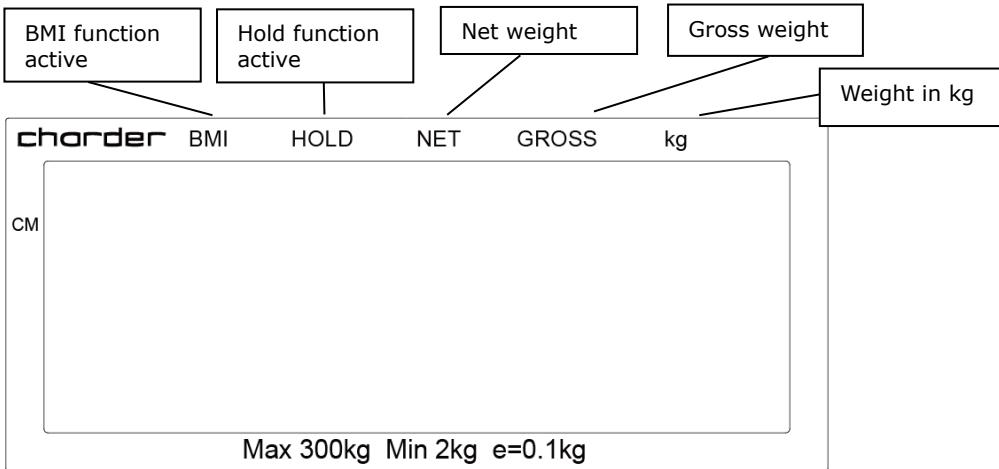 BMI function
active
Hold function
active
Net weight
Gross weight
Weight in kg
charder BMI HOLD NET GROSS kg
CM
Max 300kg Min 2kg e=0.1kg